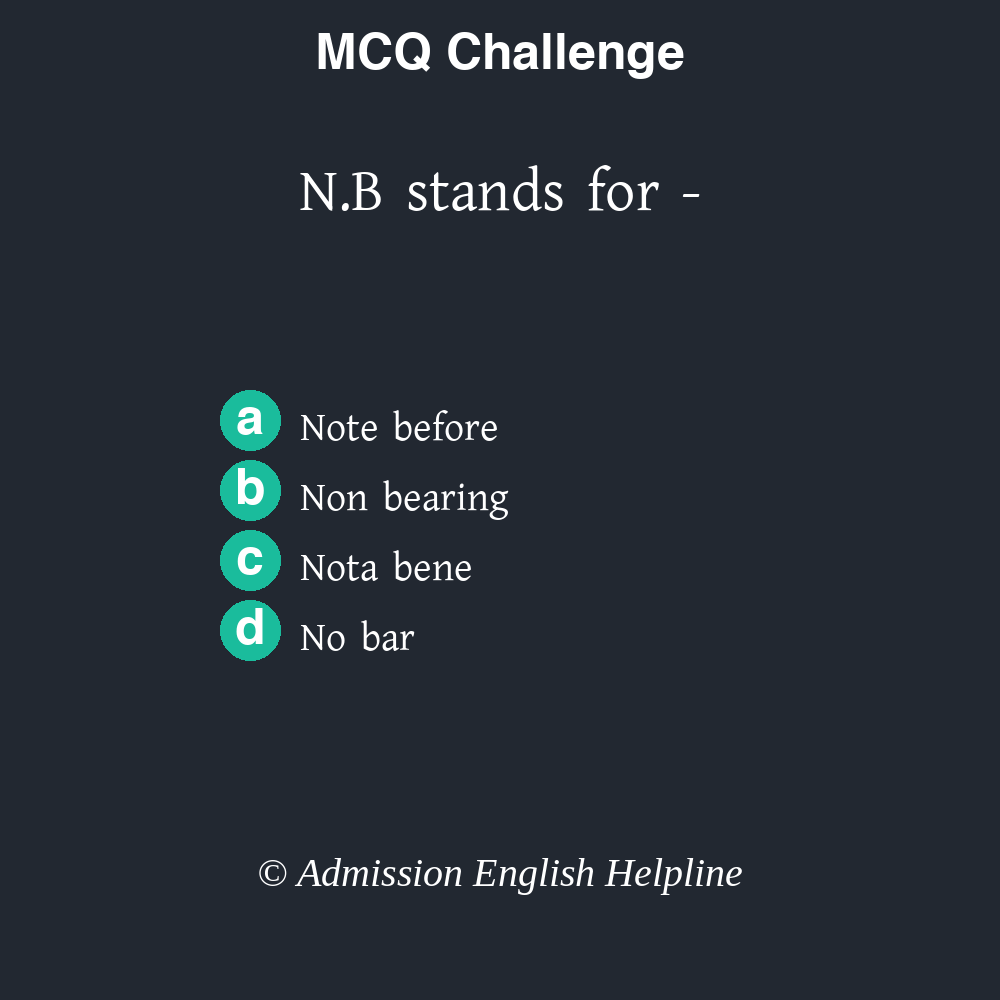 MCQ Challenge
N.B stands for -
a Note before
b Non bearing
c Nota bene
d No bar
© Admission English Helpline